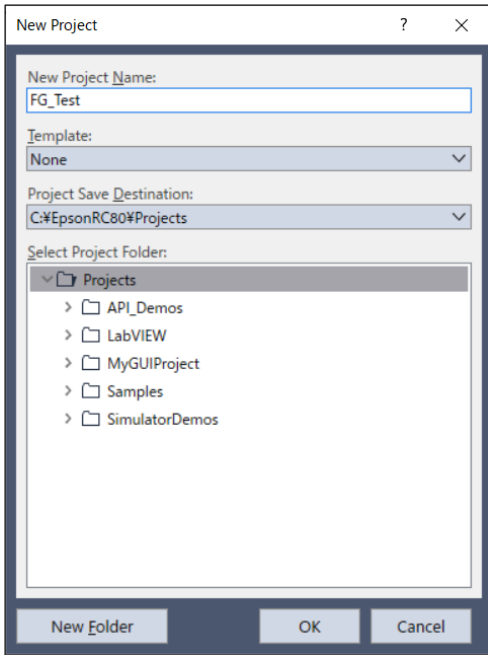 New Project
?
New Project Name:
FG_Test
Template:
None
Project Save Destination:
C:¥EpsonRC80¥Projects
Select Project Folder:
Projects
API_Demos
LabVIEW
MyGUIProject
Samples
SimulatorDemos
New Folder
OK
Cancel